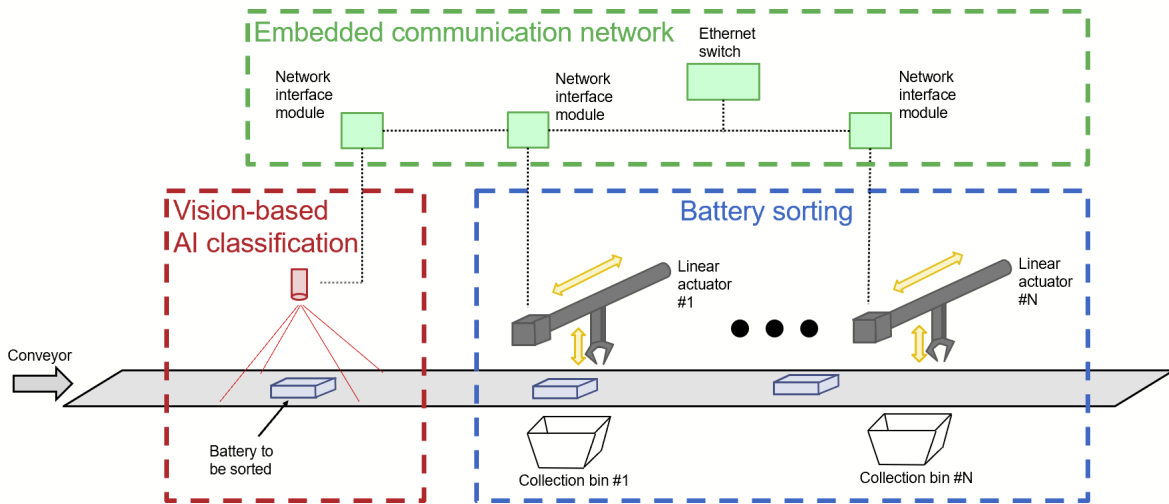 Embedded communication network
Ethernet
switch
Network
interface
module
Network
interface
module
Network
interface
module
Vision-based
AI classification
Battery sorting
Linear
actuator
#1
Linear
actuator
#N
Conveyor
Battery to
be sorted
Collection bin #1
Collection bin #N